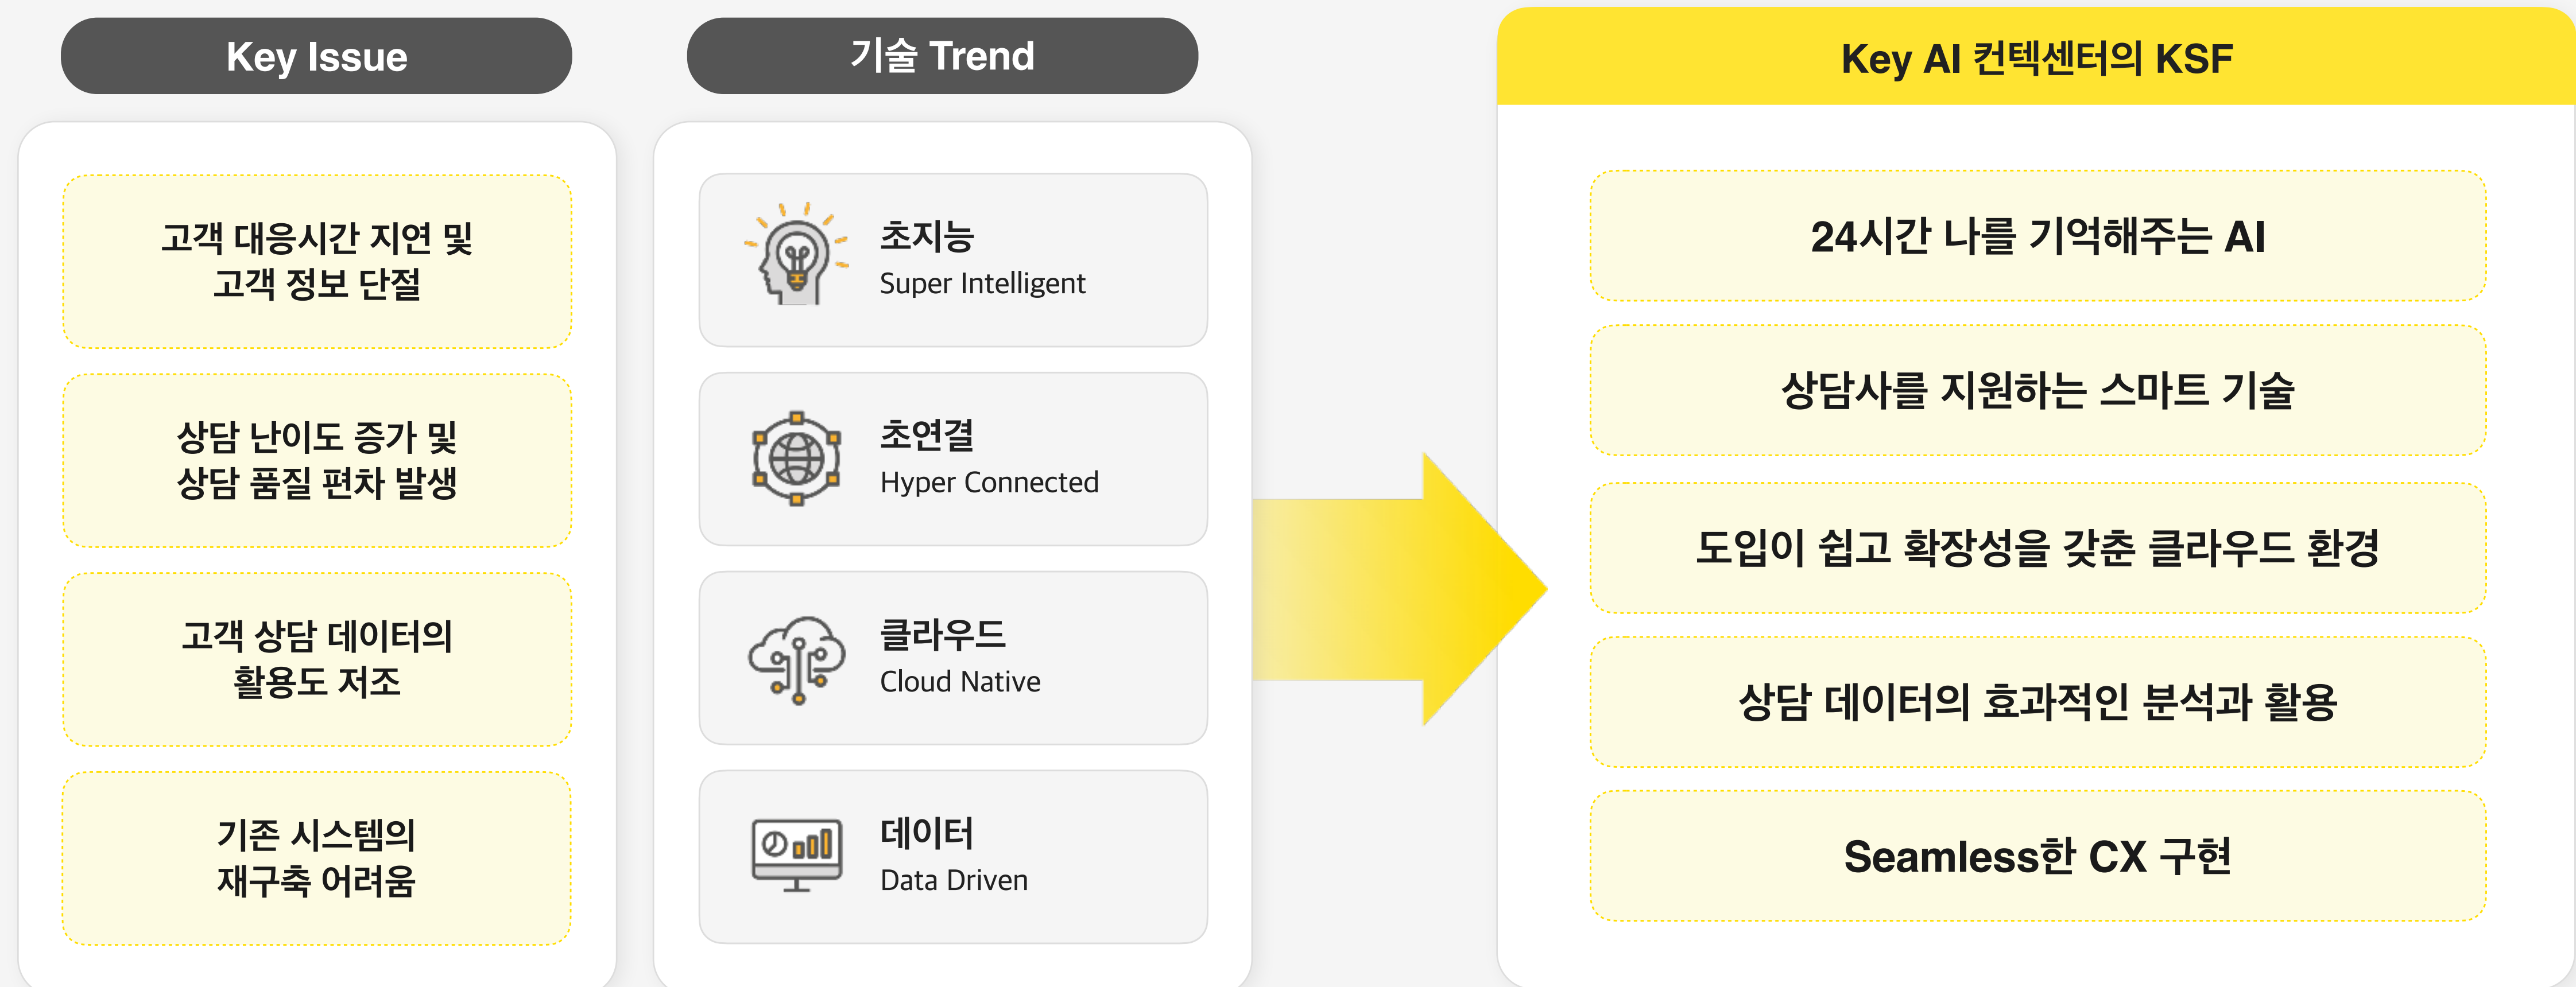 Key Issue
고객 대응시간 지연 및
고객 정보 단절
상담 난이도 증가 및
상담 품질 편차 발생
고객 상담 데이터의
활용도 저조
기존 시스템의
재구축 어려움
기술 Trend
초지능
Super Intelligent
초연결
Hyper Connected
클라우드
Cloud Native
데이터
Data Driven
Key AI 컨텍센터의 KSF
24시간 나를 기억해주는 AI
상담사를 지원하는 스마트 기술
도입이 쉽고 확장성을 갖춘 클라우드 환경
상담 데이터의 효과적인 분석과 활용
Seamless한 CX 구현